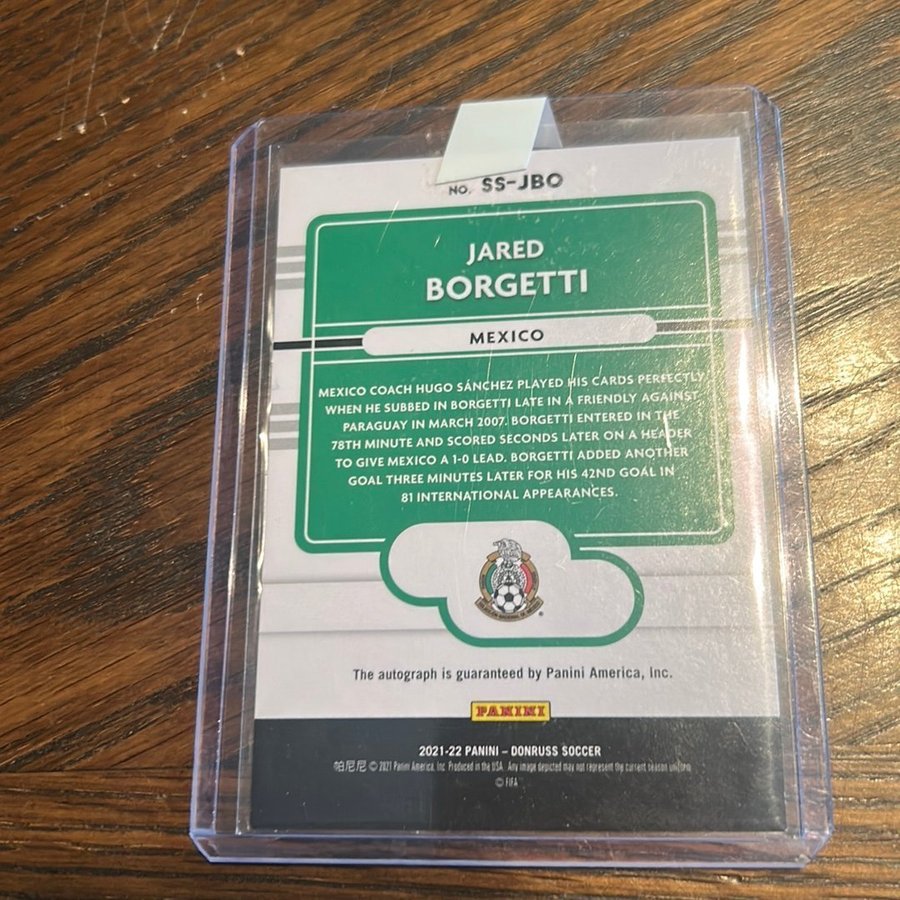 NO. SS-JBO
JARED
BORGETTI
MEXICO
MEXICO COACH HUGO SÁNCHEZ PLAYED HIS CARDS PERFECTLY
WHEN HE SUBBED IN BORGETTI LATE IN A FRIENDLY AGAINST
PARAGUAY IN MARCH 2007. BORGETTI ENTERED IN THE
78TH MINUTE AND SCORED SECONDS LATER ON A HEADER
TO GIVE MEXICO A 1-0 LEAD. BORGETTI ADDED ANOTHER
GOAL THREE MINUTES LATER FOR HIS 42ND GOAL IN
81 INTERNATIONAL APPEARANCES.
The autograph is guaranteed by Panini America, Inc.
PANINI
2021-22 PANINI – DONRUSS SOCCER
帕尼尼 © 2021 Panini America, Inc. Produced in the USA. Any image depicted may not represent the current season uniform
© FIFA